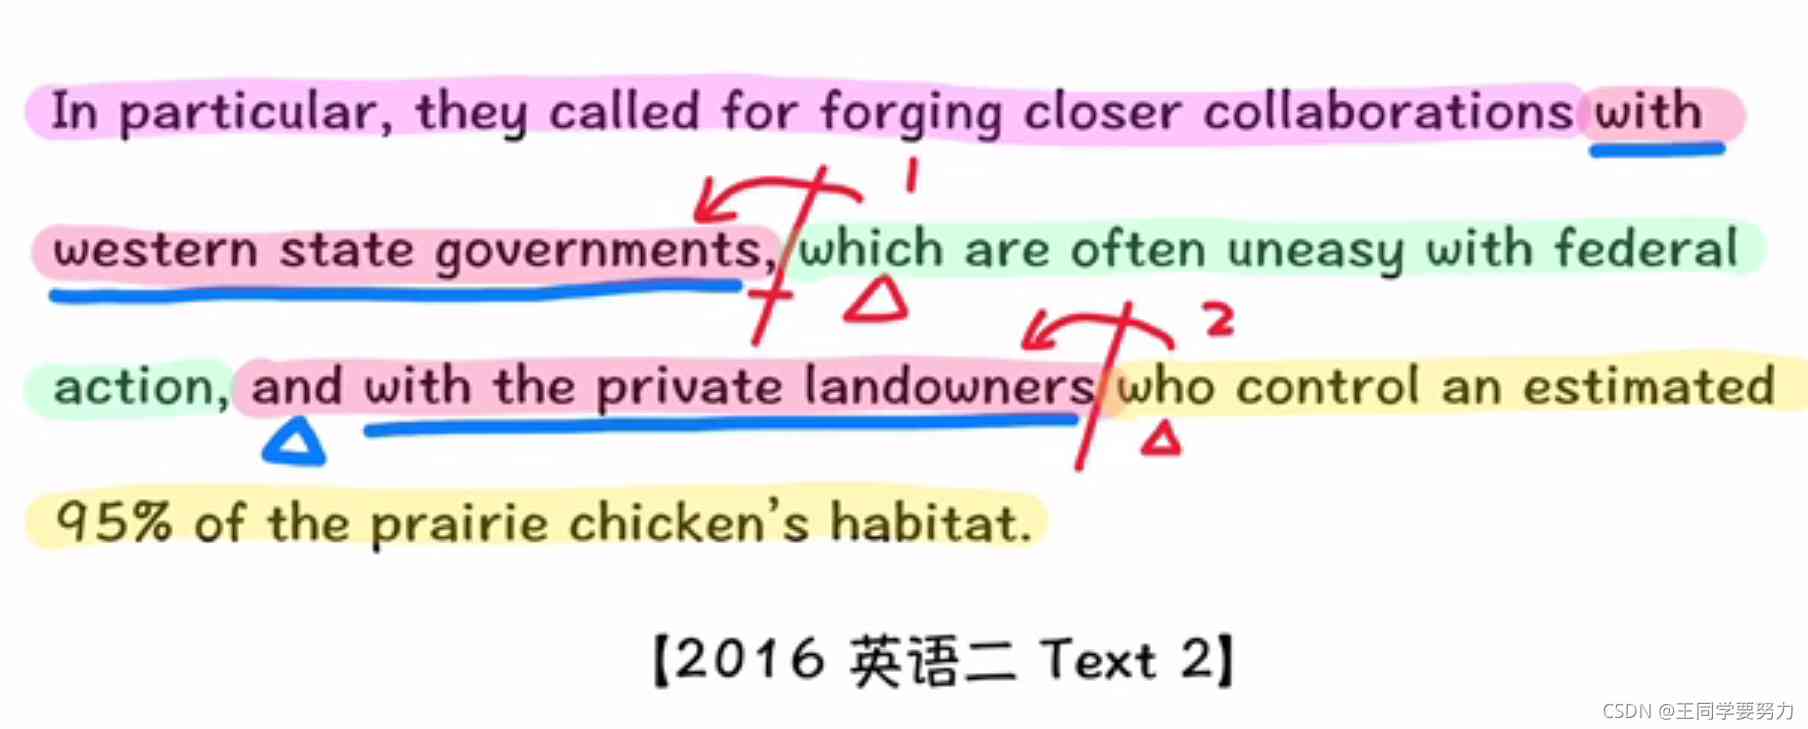 In particular, they called for forging closer collaborations with
1
western state governments, which are often uneasy with federal
2
action, and with the private landowners who control an estimated
95% of the prairie chicken's habitat.
【2016 英语二 Text 2】
CSDN @王同学要努力